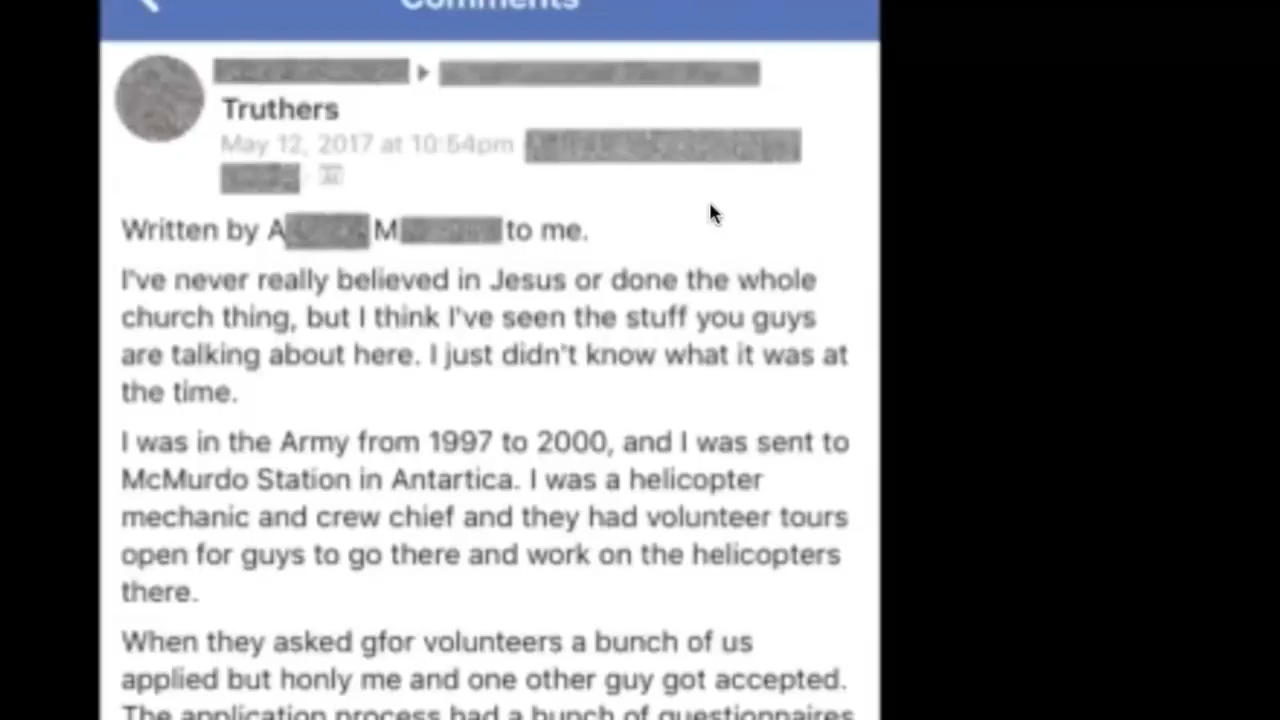 Comments
Truthers
May 12, 2017 at 10:54pm
Written by A M to me.
I've never really believed in Jesus or done the whole
church thing, but I think I've seen the stuff you guys
are talking about here. I just didn't know what it was at
the time.
I was in the Army from 1997 to 2000, and I was sent to
McMurdo Station in Antartica. I was a helicopter
mechanic and crew chief and they had volunteer tours
open for guys to go there and work on the helicopters
there.
When they asked gfor volunteers a bunch of us
applied but honly me and one other guy got accepted.
The application process had a bunch of questionnaires